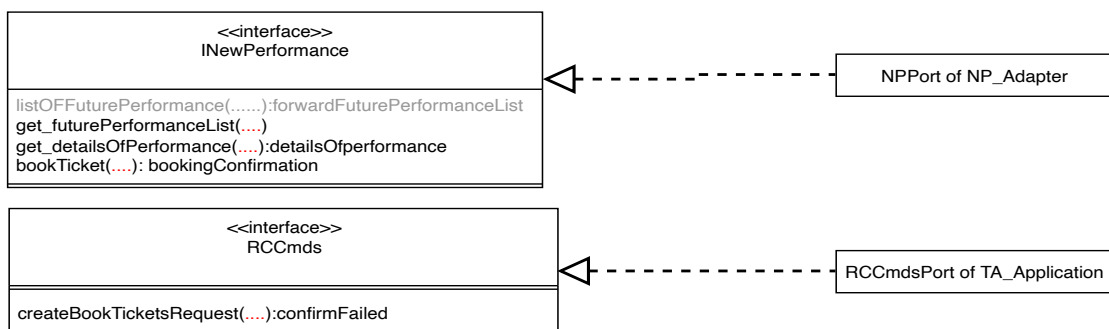 <<interface>>
INewPerformance
NPPort of NP_Adapter
listOFFuturePerformance(......):forwardFuturePerformanceList
get_futurePerformanceList(....)
get_detailsOfPerformance(....):detailsOfperformance
bookTicket(....): bookingConfirmation
<<interface>>
RCCmds
RCCmdsPort of TA_Application
createBookTicketsRequest(....):confirmFailed